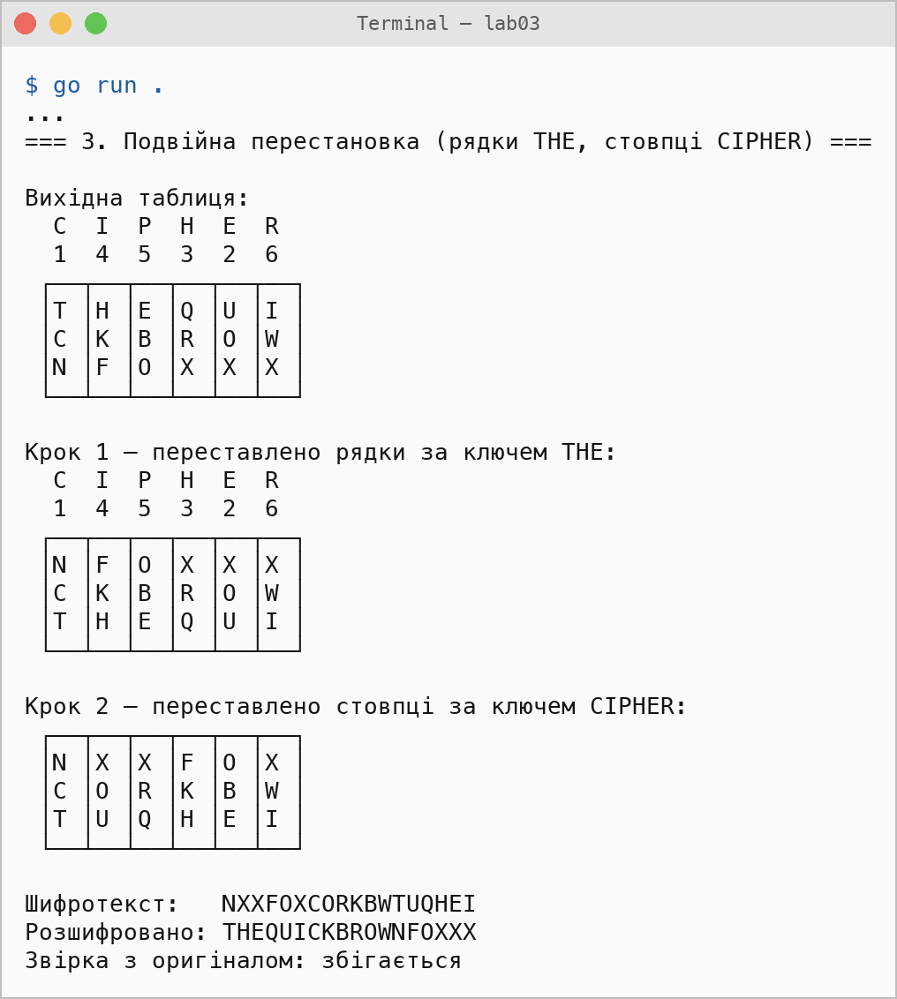 Terminal — lab03
$ go run .
...
=== 3. Подвійна перестановка (рядки THE, стовпці CIPHER) ===
Вихідна таблиця:
C I P H E R
1 4 5 3 2 6
T H E Q U I
C K B R O W
N F O X X X
Крок 1 — переставлено рядки за ключем THE:
C I P H E R
1 4 5 3 2 6
N F O X X X
C K B R O W
T H E Q U I
Крок 2 — переставлено стовпці за ключем CIPHER:
N X X F O X
C O R K B W
T U Q H E I
Шифротекст: NXXFOXCORKBWTUQHEI
Розшифровано: THEQUICKBROWNFOXXX
Звірка з оригіналом: збігається